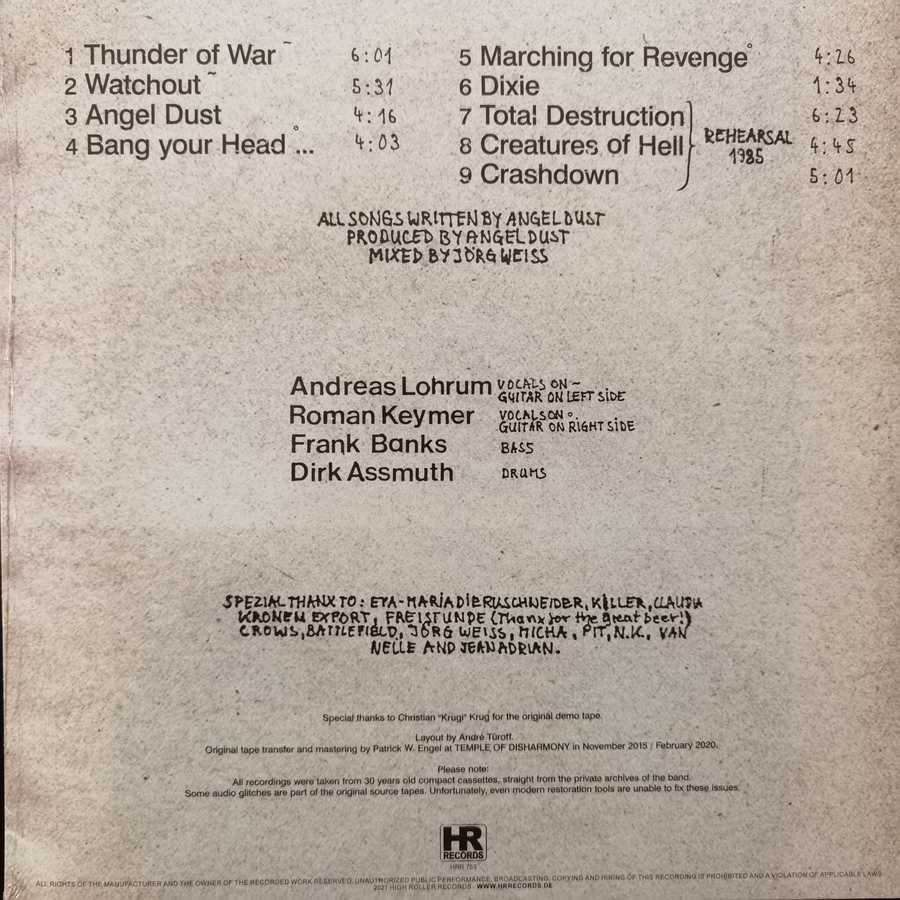 1 Thunder of War ~ 6:01
2 Watchout ~ 5:31
3 Angel Dust 4:16
4 Bang your Head ...° 4:03
5 Marching for Revenge° 4:26
6 Dixie 1:34
7 Total Destruction 6:23
8 Creatures of Hell 4:45
9 Crashdown 5:01
REHEARSAL
1985
ALL SONGS WRITTEN BY ANGEL DUST
PRODUCED BY ANGEL DUST
MIXED BY JÖRG WEISS
Andreas Lohrum VOCALS ON ~
GUITAR ON LEFT SIDE
Roman Keymer VOCALS ON °
GUITAR ON RIGHT SIDE
Frank Banks BASS
Dirk Assmuth DRUMS
SPEZIAL THANX TO: EVA-MARIA DIERUSCHNEIDER, KILLER, CLAUDIA
KRONEN EXPORT, FREISTUNDE (Thanx for the great beer!)
CROWS, BATTLEFIELD, JÖRG WEISS, MICHA, PIT, N.K., VAN
NELLE AND JEAN ADRIAN.
Special thanks to Christian "Krugi" Krug for the original demo tape.
Layout by André Türoff.
Original tape transfer and mastering by Patrick W. Engel at TEMPLE OF DISHARMONY in November 2015 / February 2020.
Please note:
All recordings were taken from 30 years old compact cassettes, straight from the private archives of the band.
Some audio glitches are part of the original source tapes. Unfortunately, even modern restoration tools are unable to fix these issues.
HR
RECORDS
ALL RIGHTS OF THE MANUFACTURER AND THE OWNER OF THE RECORDED WORK RESERVED. UNAUTHORIZED PUBLIC PERFORMANCE, BROADCASTING, COPYING AND HIRING OF THIS RECORDING IS PROHIBITED AND A VIOLATION OF APPLICABLE LAWS
2021 HIGH ROLLER RECORDS · WWW.HRRECORDS.DE